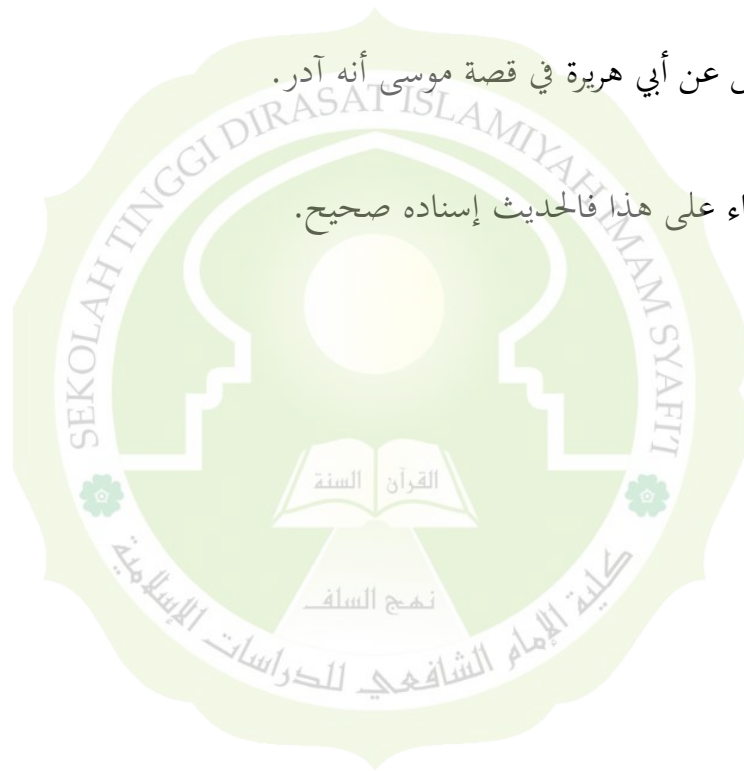 عن أبي هريرة في قصة موسى أنه آدر.
على هذا فالحديث إسناده صحيح.
SEKOLAH TINGGI DIRASAT ISLAMIYAH IMAM SYAFI'I
القرآن السنة
نهج السلف
كلية الإمام الشافعي للدراسات الإسلامية